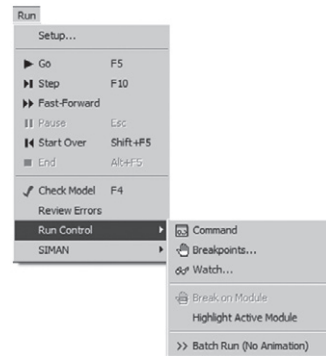 Run
Setup...
Go F5
Step F10
Fast-Forward
Pause Esc
Start Over Shift+F5
End Alt+F5
Check Model F4
Review Errors
Run Control
SIMAN
Command
Breakpoints...
Watch...
Break on Module
Highlight Active Module
Batch Run (No Animation)